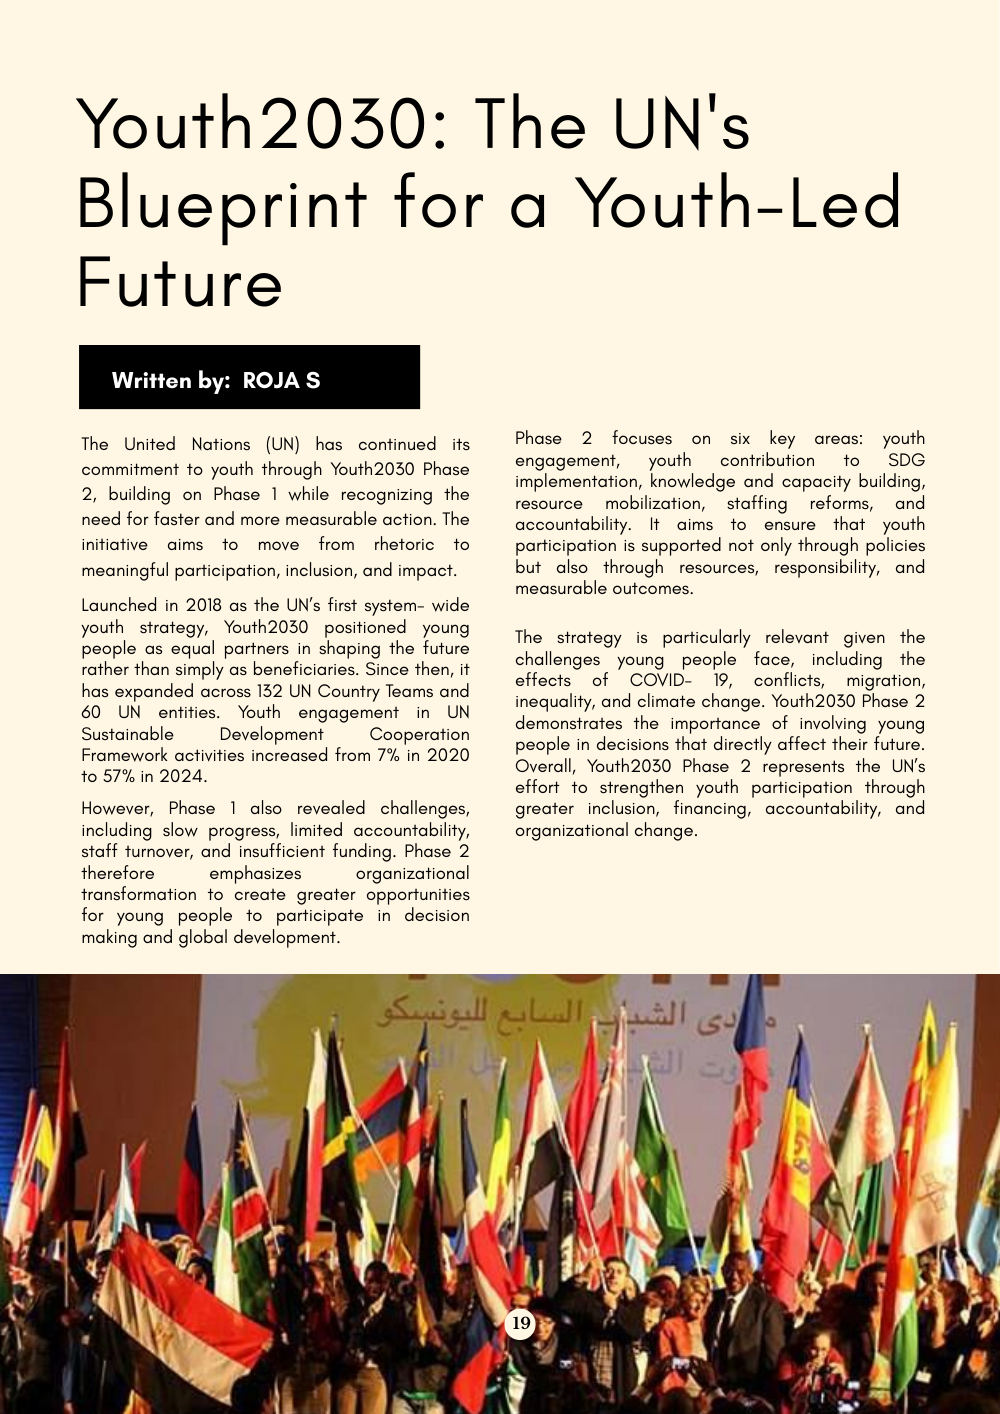 Youth2030: The UN's
Blueprint for a Youth-Led
Future
Written by: ROJA S
The United Nations (UN) has continued its
commitment to youth through Youth2030 Phase
2, building on Phase 1 while recognizing the
need for faster and more measurable action. The
initiative aims to move from rhetoric to
meaningful participation, inclusion, and impact.
Launched in 2018 as the UN’s first system- wide
youth strategy, Youth2030 positioned young
people as equal partners in shaping the future
rather than simply as beneficiaries. Since then, it
has expanded across 132 UN Country Teams and
60 UN entities. Youth engagement in UN
Sustainable Development Cooperation
Framework activities increased from 7% in 2020
to 57% in 2024.
However, Phase 1 also revealed challenges,
including slow progress, limited accountability,
staff turnover, and insufficient funding. Phase 2
therefore emphasizes organizational
transformation to create greater opportunities
for young people to participate in decision
making and global development.
Phase 2 focuses on six key areas: youth
engagement, youth contribution to SDG
implementation, knowledge and capacity building,
resource mobilization, staffing reforms, and
accountability. It aims to ensure that youth
participation is supported not only through policies
but also through resources, responsibility, and
measurable outcomes.
The strategy is particularly relevant given the
challenges young people face, including the
effects of COVID- 19, conflicts, migration,
inequality, and climate change. Youth2030 Phase 2
demonstrates the importance of involving young
people in decisions that directly affect their future.
Overall, Youth2030 Phase 2 represents the UN’s
effort to strengthen youth participation through
greater inclusion, financing, accountability, and
organizational change.
الشباب السابع لليونسكو
19